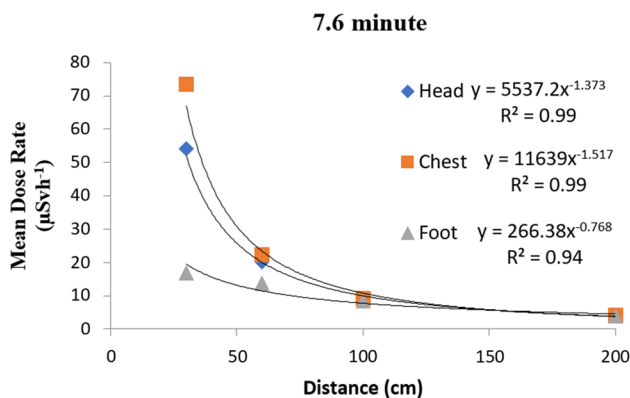 7.6 minute
Mean Dose Rate
(µSvh-1)
80
70
60
50
40
30
20
10
0
0 50 100 150 200
Distance (cm)
Head y = 5537.2x-1.373
R² = 0.99
Chest y = 11639x-1.517
R² = 0.99
Foot y = 266.38x-0.768
R² = 0.94